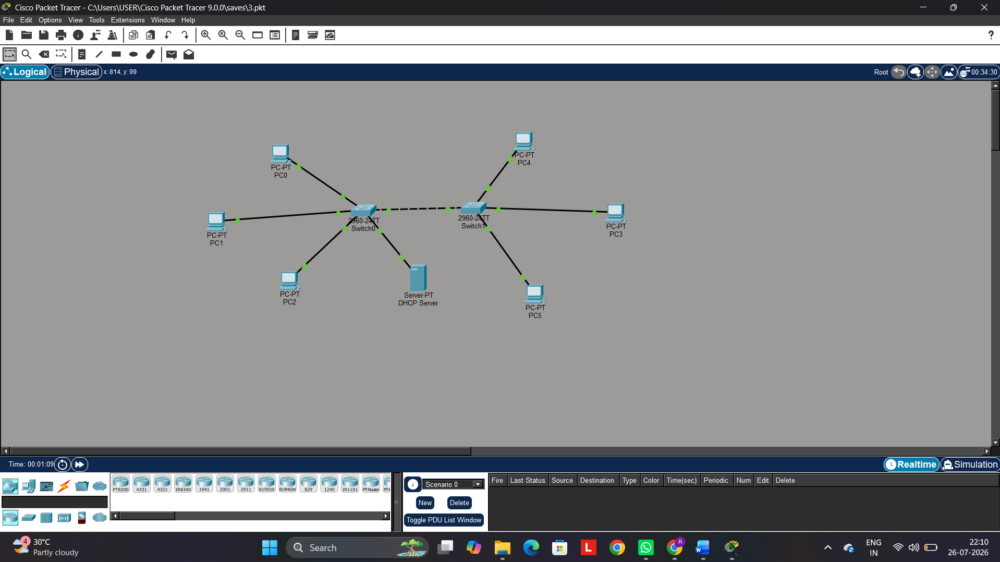 Cisco Packet Tracer - C:\Users\USER\Cisco Packet Tracer 9.0.0\saves\3.pkt
File Edit Options View Tools Extensions Window Help
?
Logical Physical x: 814, y: 99
Root 00:34:30
PC-PT
PC4
PC-PT
PC0
2960-24TT
Switch0
2960-24TT
Switch1
PC-PT
PC3
PC-PT
PC1
PC-PT
PC2
Server-PT
DHCP Server
PC-PT
PC5
Time: 00:01:09
Realtime Simulation
PT8200 4331 4321 IR8340 1941 2901 2911 819IOX 819HGW 829 1240 IR1101 PT-Router
Scenario 0
New Delete
Toggle PDU List Window
Fire Last Status Source Destination Type Color Time(sec) Periodic Num Edit Delete
4
30°C
Partly cloudy
Search
L
R
W
ENG
IN
22:10
26-07-2026